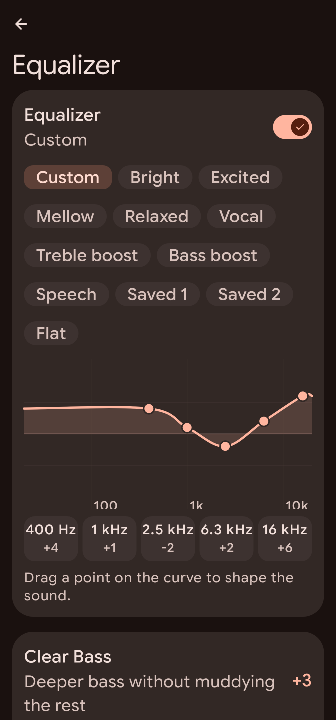 Equalizer
Equalizer
Custom
Custom
Bright
Excited
Mellow
Relaxed
Vocal
Treble boost
Bass boost
Speech
Saved 1
Saved 2
Flat
100
1k
10k
400 Hz
+4
1 kHz
+1
2.5 kHz
-2
6.3 kHz
+2
16 kHz
+6
Drag a point on the curve to shape the
sound.
Clear Bass
Deeper bass without muddying
the rest
+3